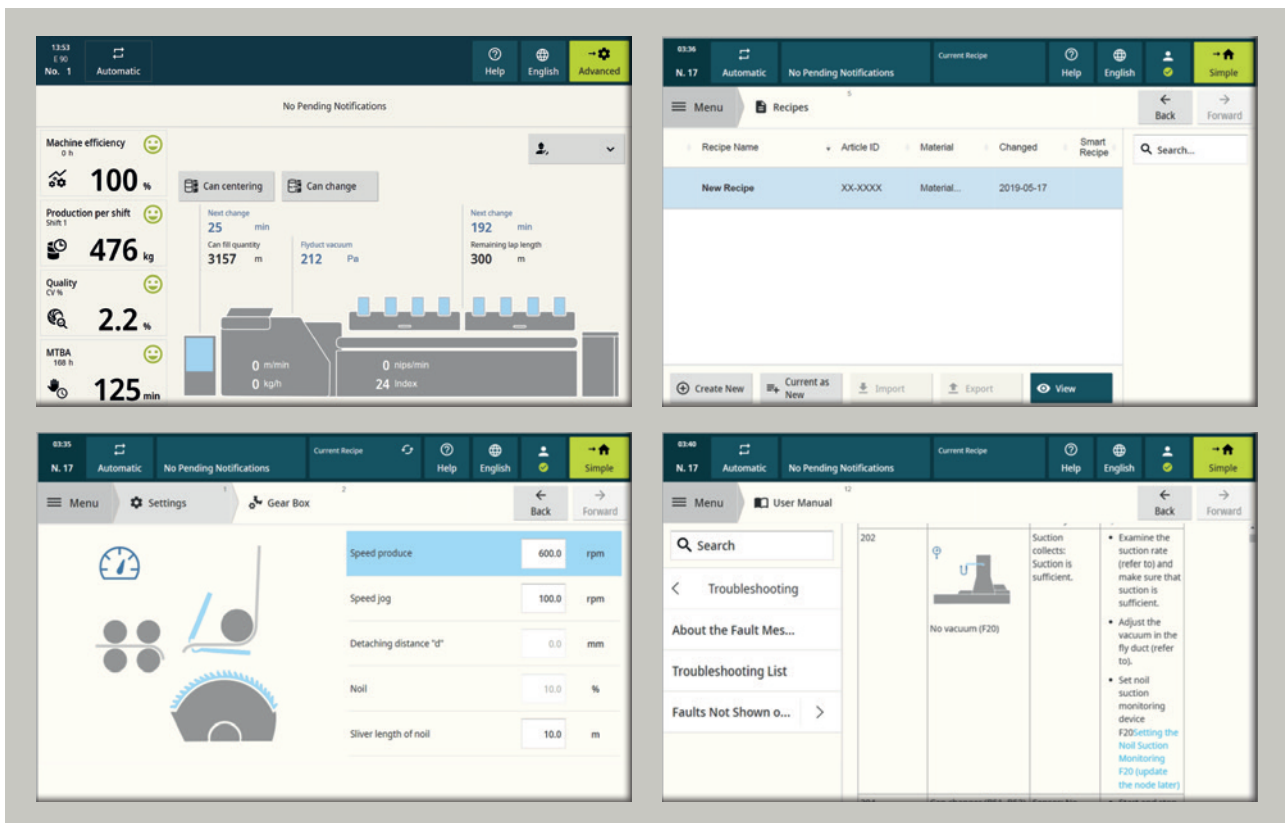 13:53
E 90
No. 1
Automatic
Help
English
Advanced
No Pending Notifications
Machine efficiency
0 h
100 %
Production per shift
Shift 1
476 kg
Quality
CV %
2.2 %
MTBA
168 h
125 min
Can centering
Can change
Next change
25 min
Can fill quantity
3157 m
Flyduct vacuum
212 Pa
Next change
192 min
Remaining lap length
300 m
0 m/min
0 kg/h
0 nips/min
24 Index
03:36
N. 17
Automatic
No Pending Notifications
Current Recipe
Help
English
Simple
Menu
Recipes
5
Back
Forward
Recipe Name
Article ID
Material
Changed
Smart
Recipe
Search...
New Recipe
XX-XXXX
Material...
2019-05-17
Create New
Current as
New
Import
Export
View
03:35
N. 17
Automatic
No Pending Notifications
Current Recipe
Help
English
Simple
Menu
Settings
1
Gear Box
2
Back
Forward
Speed produce 600.0 rpm
Speed jog 100.0 rpm
Detaching distance "d" 0.0 mm
Noil 10.0 %
Sliver length of noil 10.0 m
03:40
N. 17
Automatic
No Pending Notifications
Current Recipe
Help
English
Simple
Menu
User Manual
12
Back
Forward
Search
Troubleshooting
About the Fault Mes...
Troubleshooting List
Faults Not Shown o...
202
No vacuum (F20)
Suction
collects:
Suction is
sufficient.
• Examine the
suction rate
(refer to) and
make sure that
suction is
sufficient.
• Adjust the
vacuum in the
fly duct (refer
to).
• Set noil
suction
monitoring
device
F20Setting the
Noil Suction
Monitoring
F20 (update
the node later)